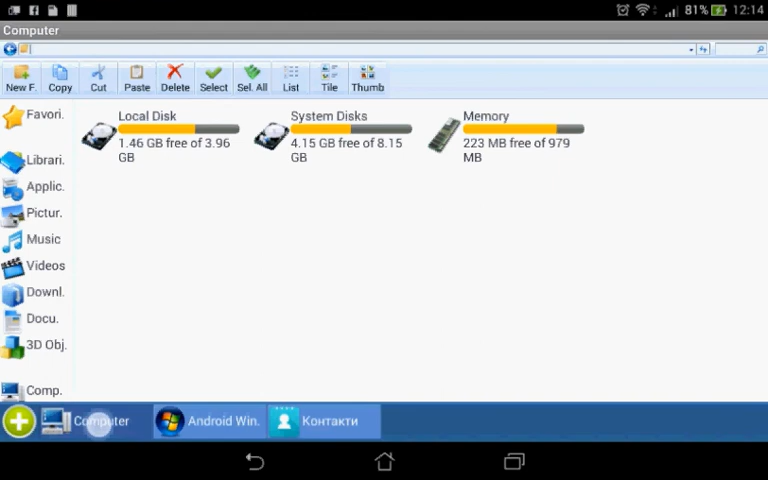 81% 12:14
Computer
New F. Copy Cut Paste Delete Select Sel. All List Tile Thumb
Favori.
Librari.
Applic.
Pictur.
Music
Videos
Downl.
Docu.
3D Obj.
Comp.
Local Disk
1.46 GB free of 3.96
GB
System Disks
4.15 GB free of 8.15
GB
Memory
223 MB free of 979
MB
Computer Android Win. Контакти